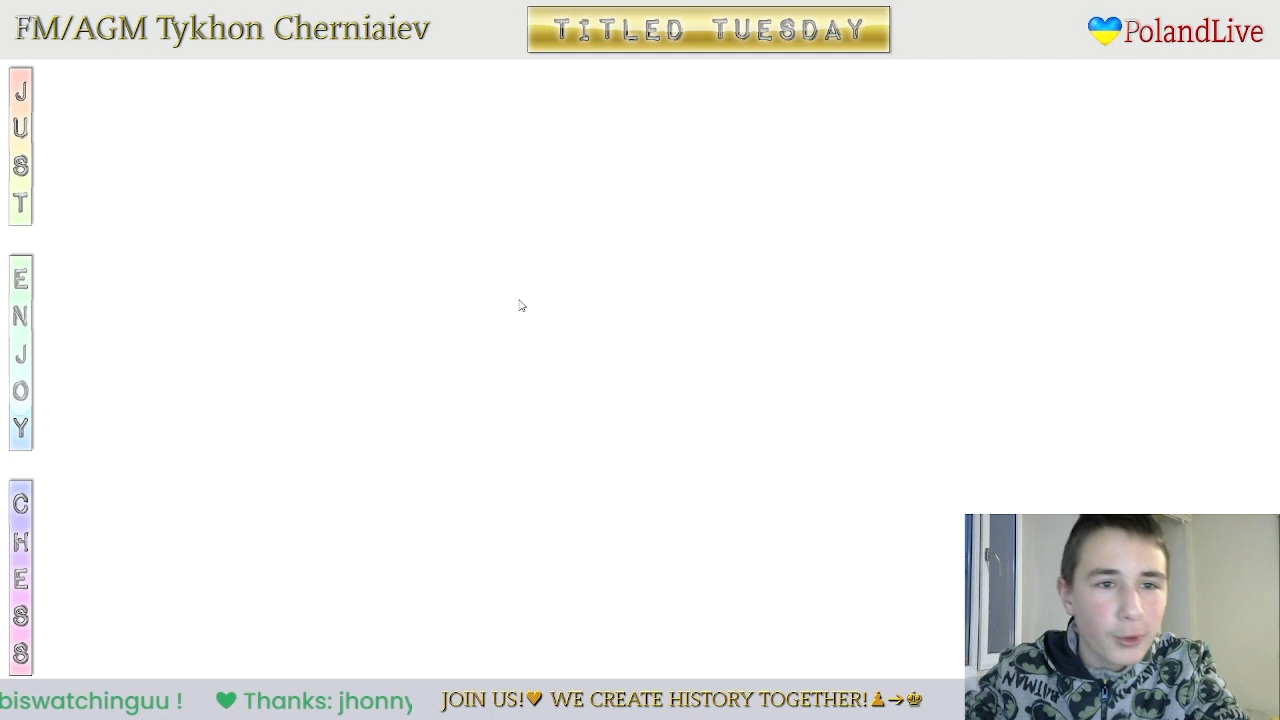 FM/AGM Tykhon Cherniaiev
TITLED TUESDAY
PolandLive
JUST
ENJOY
CHESS
biswatchinguu !
Thanks: jhonny
JOIN US! WE CREATE HISTORY TOGETHER!
BATMAN